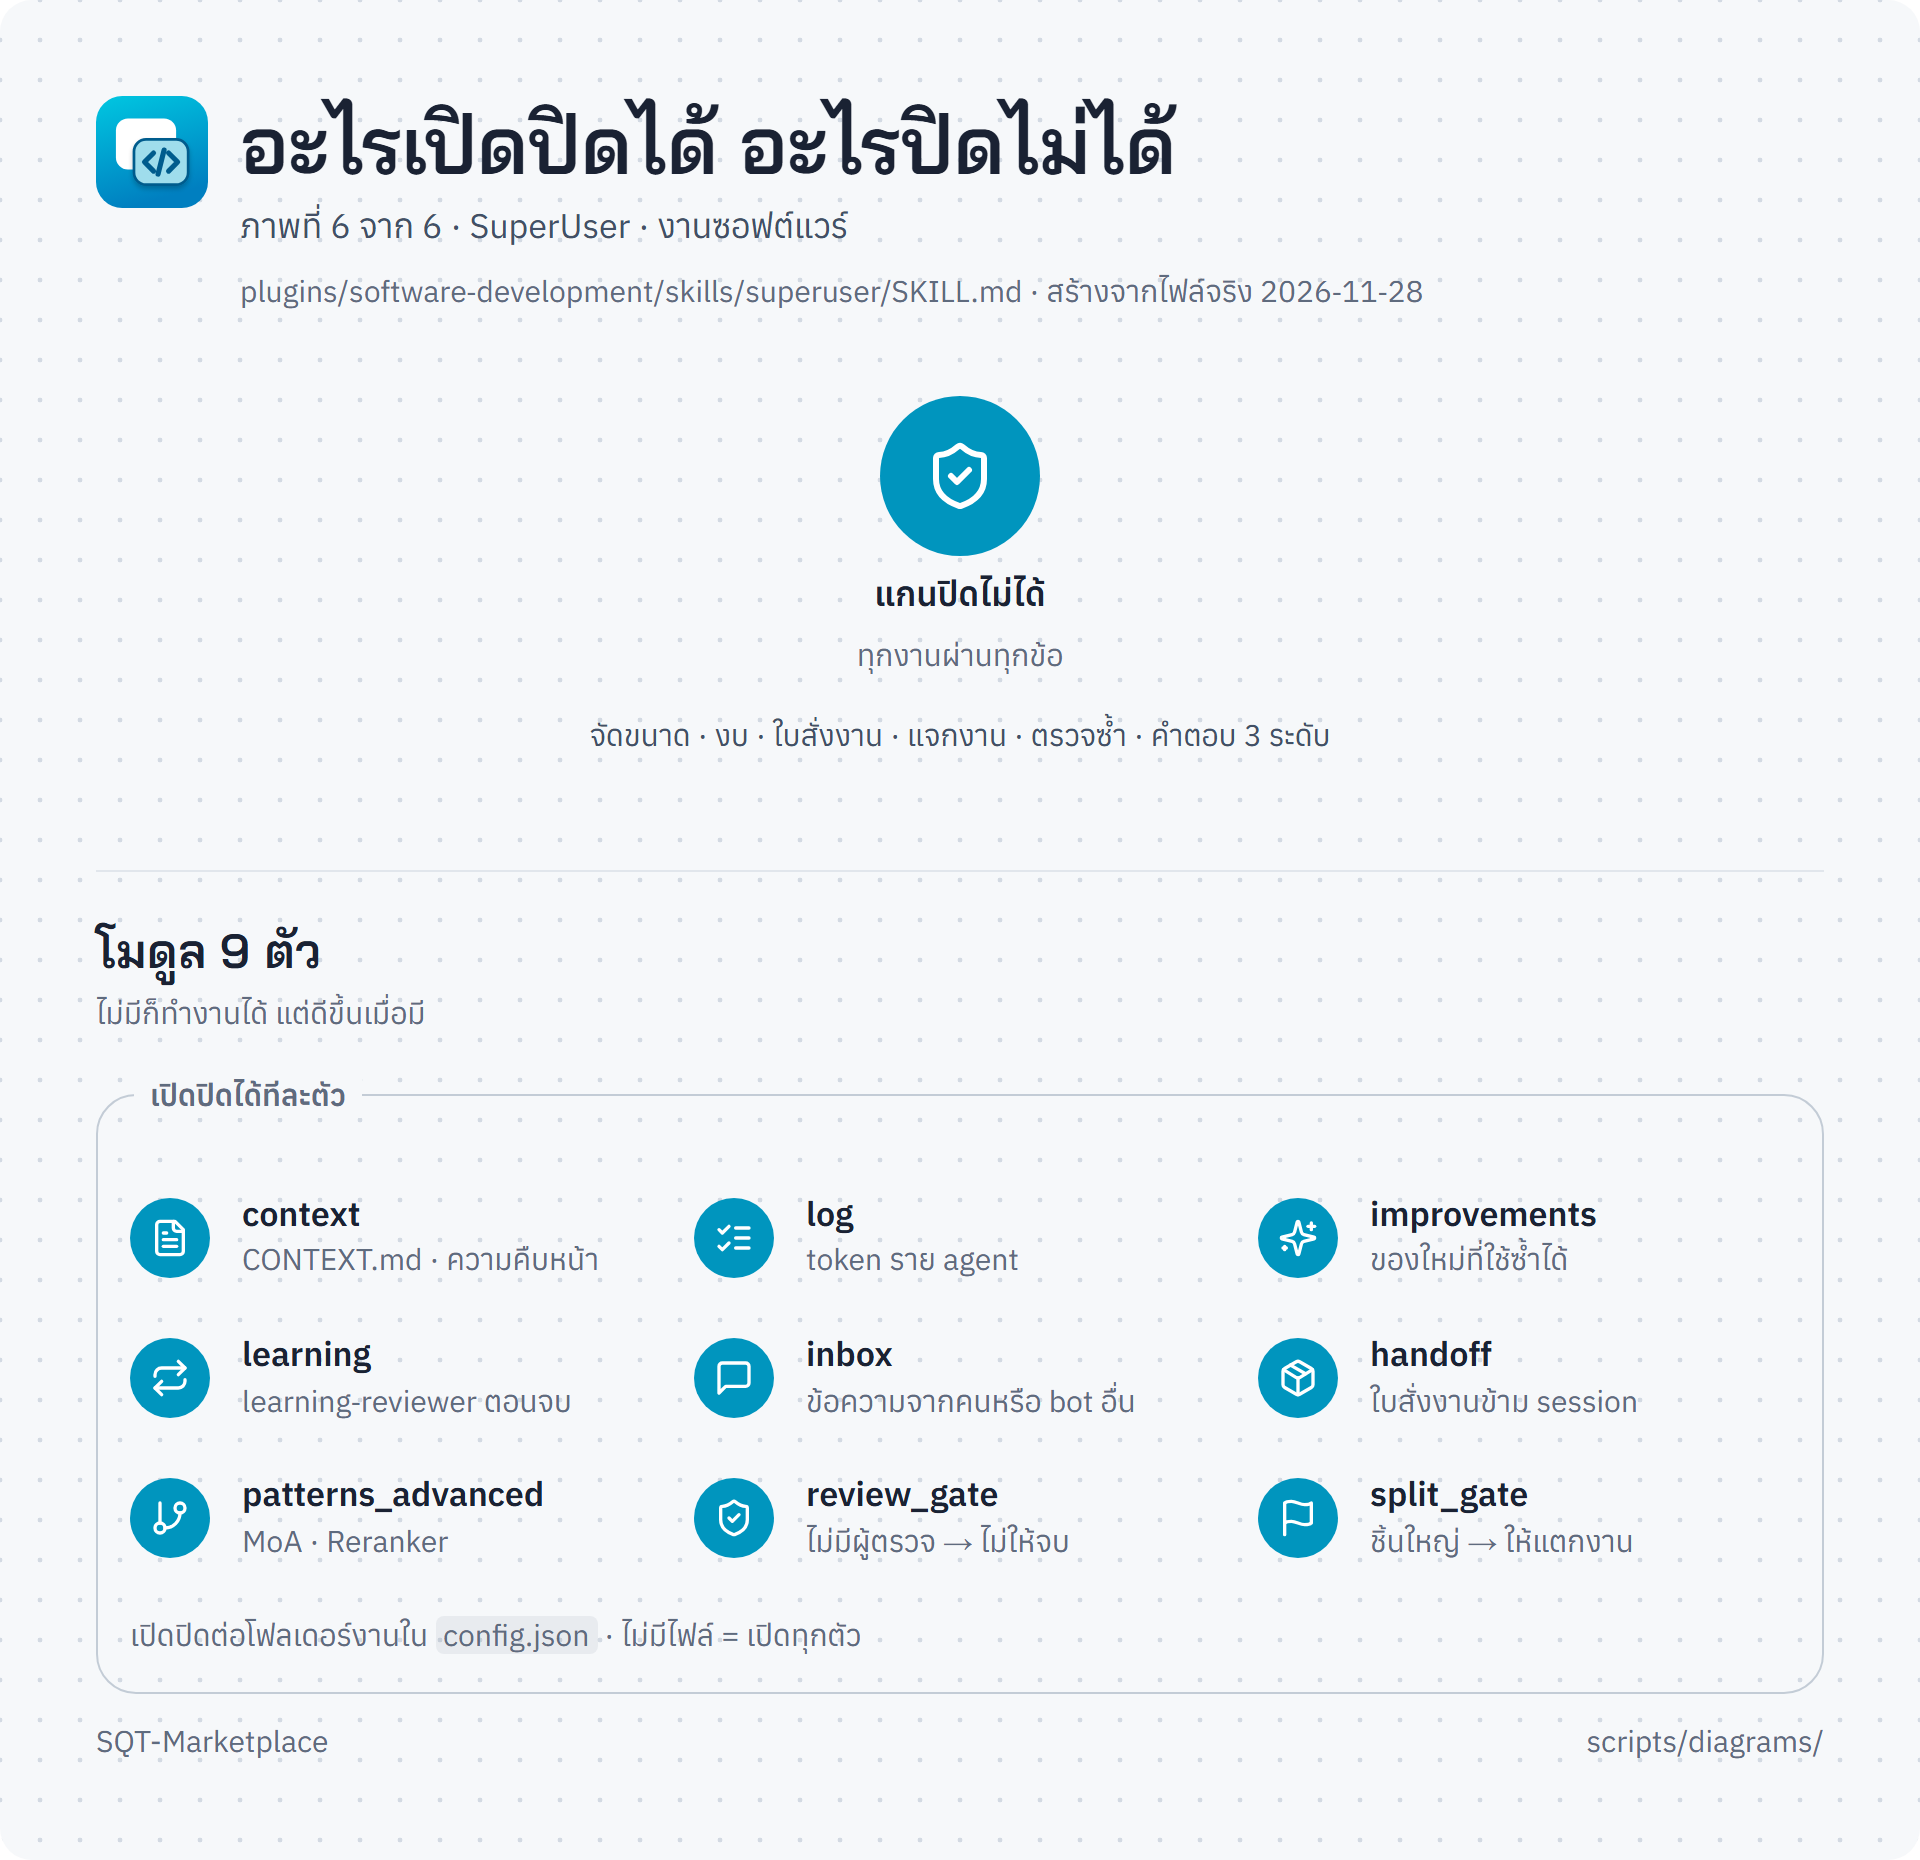 อะไรเปิดปิดได้ อะไรปิดไม่ได้
ภาพที่ 6 จาก 6 · SuperUser · งานซอฟต์แวร์
plugins/software-development/skills/superuser/SKILL.md · สร้างจากไฟล์จริง 2026-11-28
แกนปิดไม่ได้
ทุกงานผ่านทุกข้อ
จัดขนาด · งบ · ใบสั่งงาน · แจกงาน · ตรวจซ้ำ · คำตอบ 3 ระดับ
โมดูล 9 ตัว
ไม่มีก็ทำงานได้ แต่ดีขึ้นเมื่อมี
เปิดปิดได้ทีละตัว
context
CONTEXT.md · ความคืบหน้า
log
token ราย agent
improvements
ของใหม่ที่ใช้ซ้ำได้
learning
learning-reviewer ตอนจบ
inbox
ข้อความจากคนหรือ bot อื่น
handoff
ใบสั่งงานข้าม session
patterns_advanced
MoA · Reranker
review_gate
ไม่มีผู้ตรวจ → ไม่ให้จบ
split_gate
ชิ้นใหญ่ → ให้แตกงาน
เปิดปิดต่อโฟลเดอร์งานใน config.json · ไม่มีไฟล์ = เปิดทุกตัว
SQT-Marketplace
scripts/diagrams/